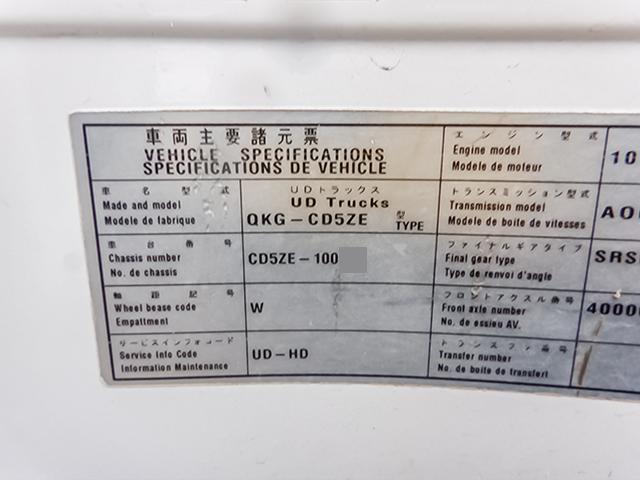 車両主要諸元票
VEHICLE SPECIFICATIONS
SPECIFICATIONS DE VEHICLE
車名型式
Made and model
Modele de fabrique
UDトラックス
UD Trucks
QKG-CD5ZE 型 TYPE
車台番号
Chassis number
No. de chassis
CD5ZE-100
軸距記号
Wheel bease code
Empattment
W
サービスインフォコード
Service Info Code
Information Maintenance
UD-HD
エンジン型式
Engine model
Modele de moteur
10
トランスミッション型式
Transmission model
Modele de boite de vitesses
AO
ファイナルギアタイプ
Final gear type
Type de renvoi d'angle
SRS
フロントアクスル番号
Front axle number
No. de essieu AV.
4000
トランスファ番号
Transfer number
No. de boite de transfert